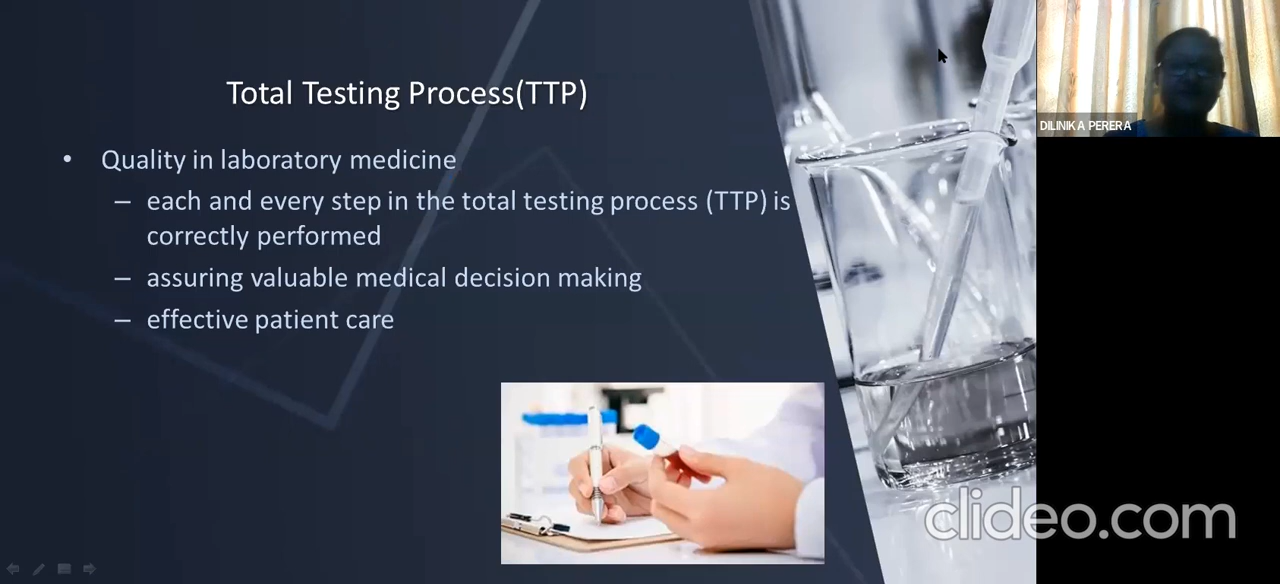 Total Testing Process(TTP)
• Quality in laboratory medicine
– each and every step in the total testing process (TTP) is
correctly performed
– assuring valuable medical decision making
– effective patient care
DILINIKA PERERA
clideo.com